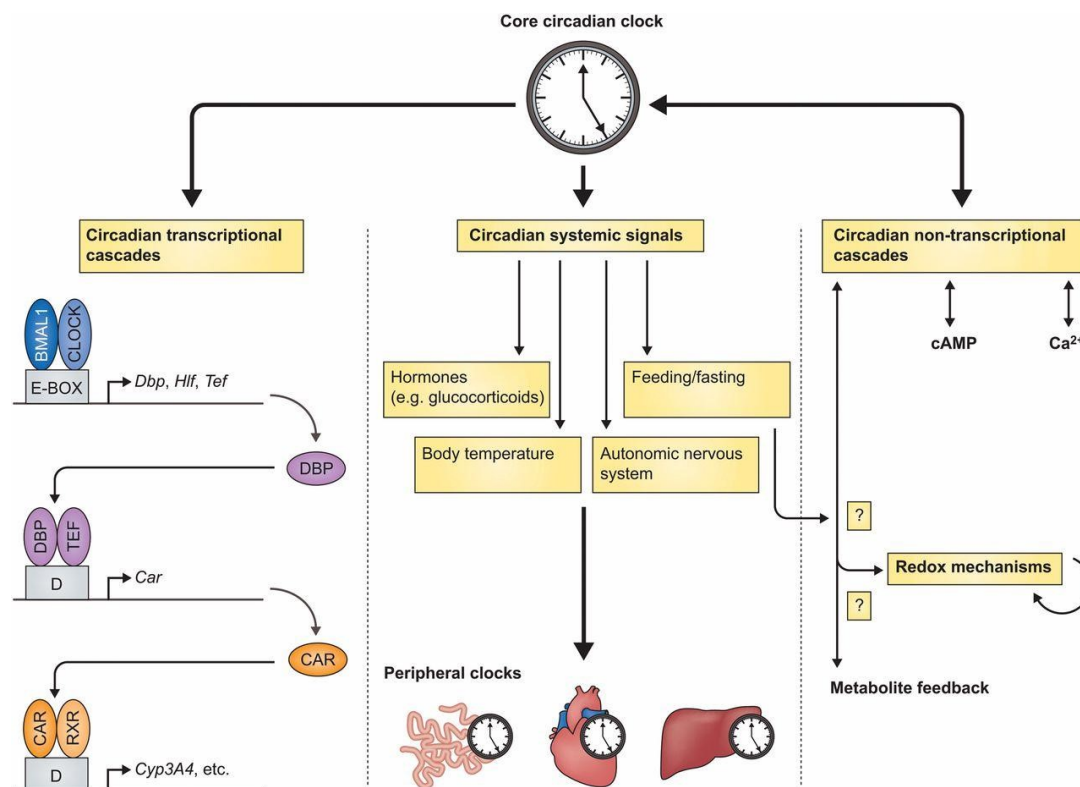 Core circadian clock
Circadian transcriptional
cascades
BMAL1
CLOCK
E-BOX
Dbp, Hlf, Tef
DBP
DBP
TEF
D
Car
CAR
CAR
RXR
D
Cyp3A4, etc.
Circadian systemic signals
Hormones
(e.g. glucocorticoids)
Feeding/fasting
Body temperature
Autonomic nervous
system
Peripheral clocks
Circadian non-transcriptional
cascades
cAMP
Ca²⁺
?
Redox mechanisms
?
Metabolite feedback